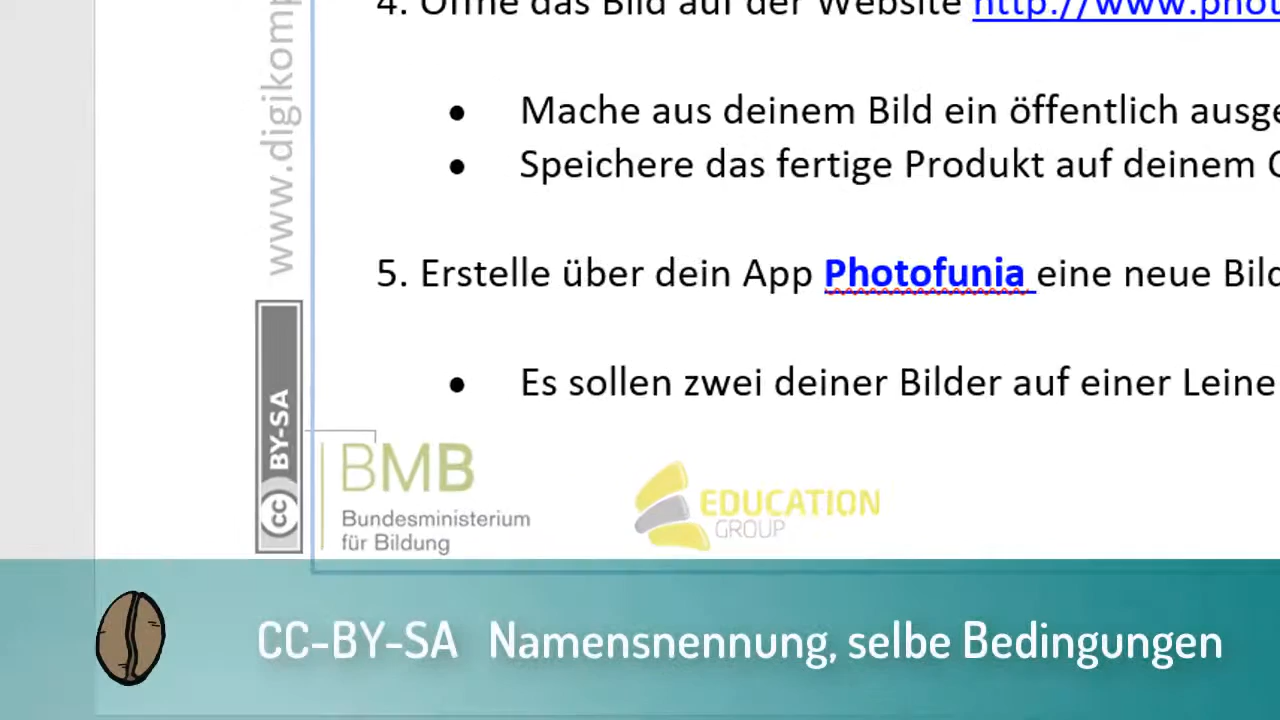 4. Öffne das Bild auf der Website http://www.phot
www.digikomp
• Mache aus deinem Bild ein öffentlich ausge
• Speichere das fertige Produkt auf deinem
5. Erstelle über dein App Photofunia eine neue Bild
• Es sollen zwei deiner Bilder auf einer Leine
cc BY-SA
BMB
Bundesministerium
für Bildung
EDUCATION
GROUP
CC-BY-SA Namensnennung, selbe Bedingungen